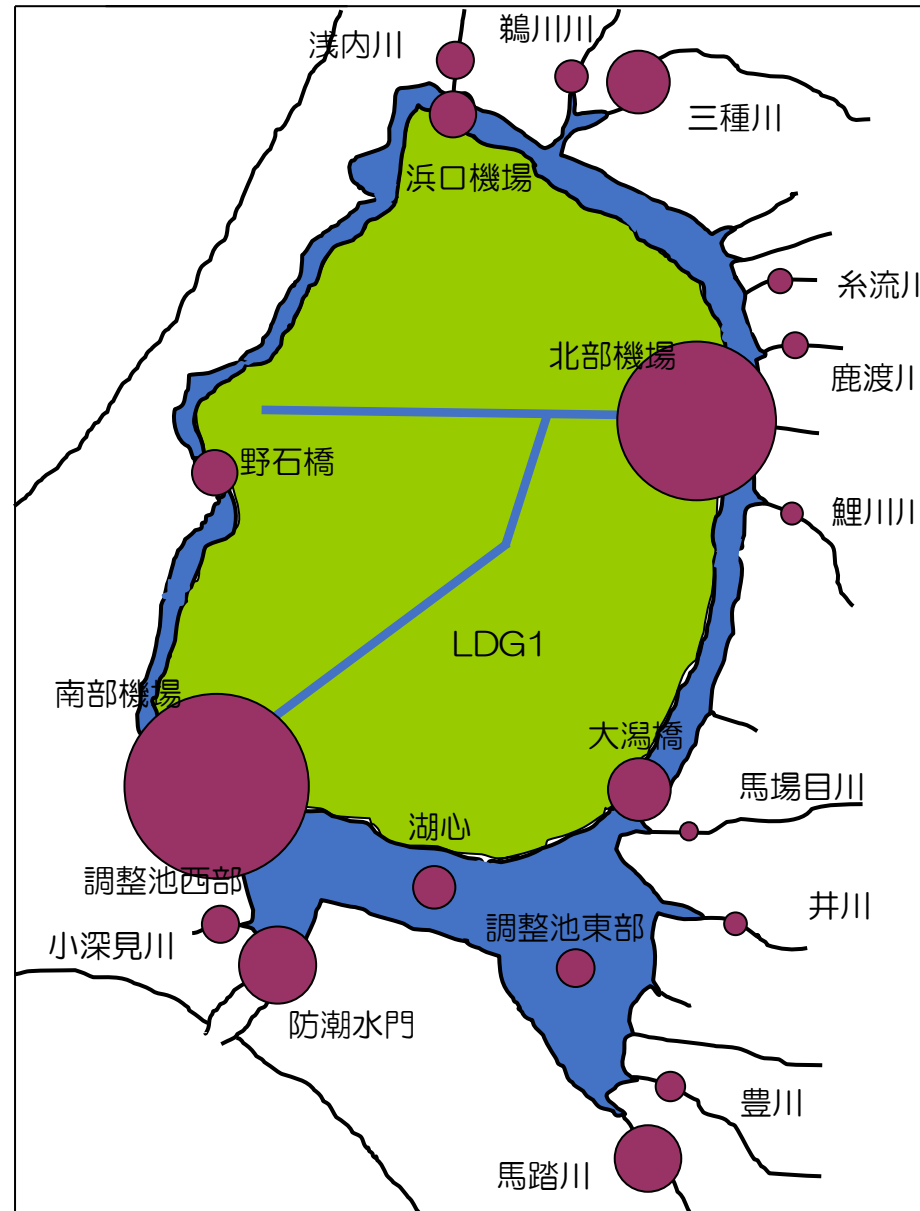 鵜川川
浅内川
三種川
浜口機場
糸流川
北部機場
鹿渡川
野石橋
鯉川川
LDG1
南部機場
大潟橋
馬場目川
湖心
調整池西部
井川
調整池東部
小深見川
防潮水門
豊川
馬踏川